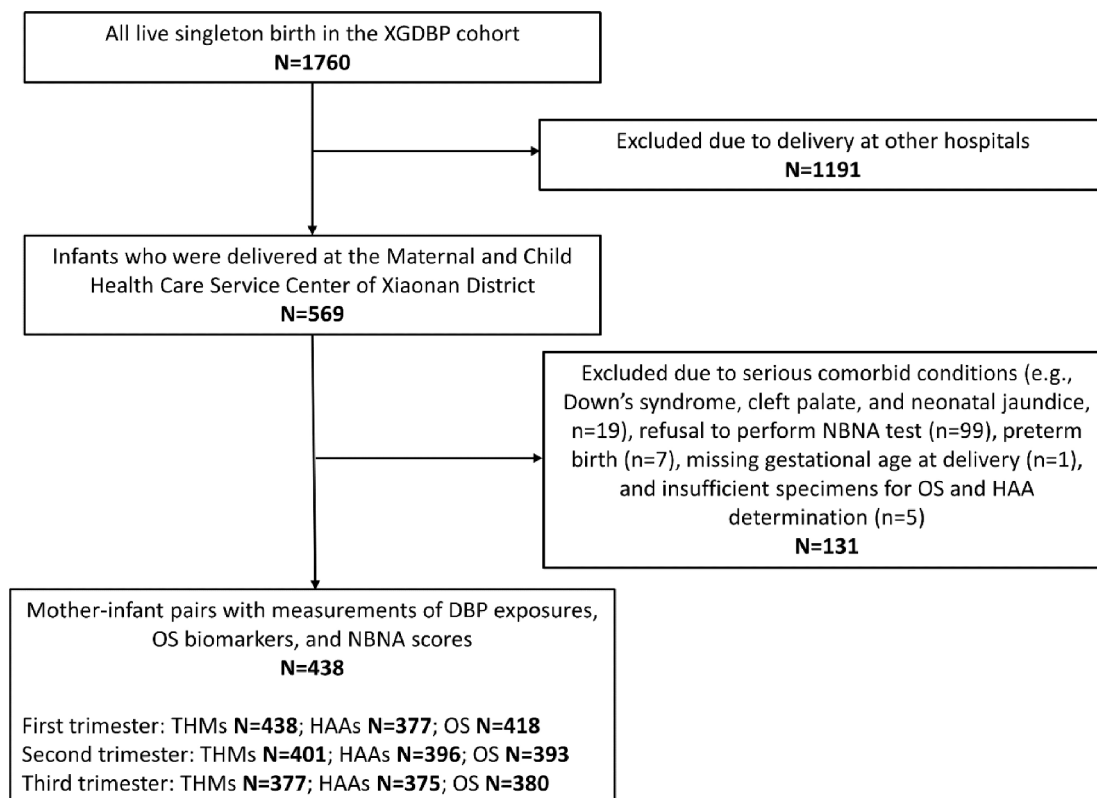 All live singleton birth in the XGDBP cohort
N=1760
Excluded due to delivery at other hospitals
N=1191
Infants who were delivered at the Maternal and Child
Health Care Service Center of Xiaonan District
N=569
Excluded due to serious comorbid conditions (e.g.,
Down's syndrome, cleft palate, and neonatal jaundice,
n=19), refusal to perform NBNA test (n=99), preterm
birth (n=7), missing gestational age at delivery (n=1),
and insufficient specimens for OS and HAA
determination (n=5)
N=131
Mother-infant pairs with measurements of DBP exposures,
OS biomarkers, and NBNA scores
N=438
First trimester: THMs N=438; HAAs N=377; OS N=418
Second trimester: THMs N=401; HAAs N=396; OS N=393
Third trimester: THMs N=377; HAAs N=375; OS N=380